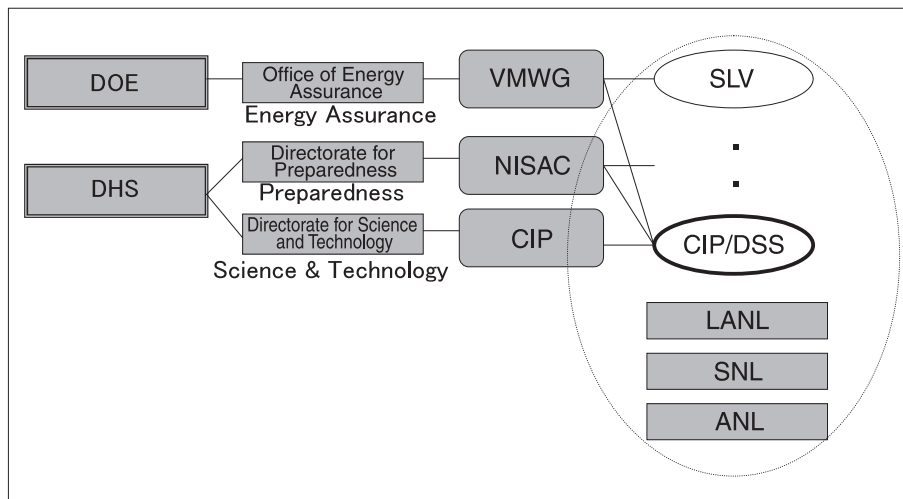 DOE
Office of Energy
Assurance
Energy Assurance
VMWG
SLV
DHS
Directorate for
Preparedness
Preparedness
NISAC
Directorate for Science
and Technology
Science & Technology
CIP
CIP/DSS
LANL
SNL
ANL